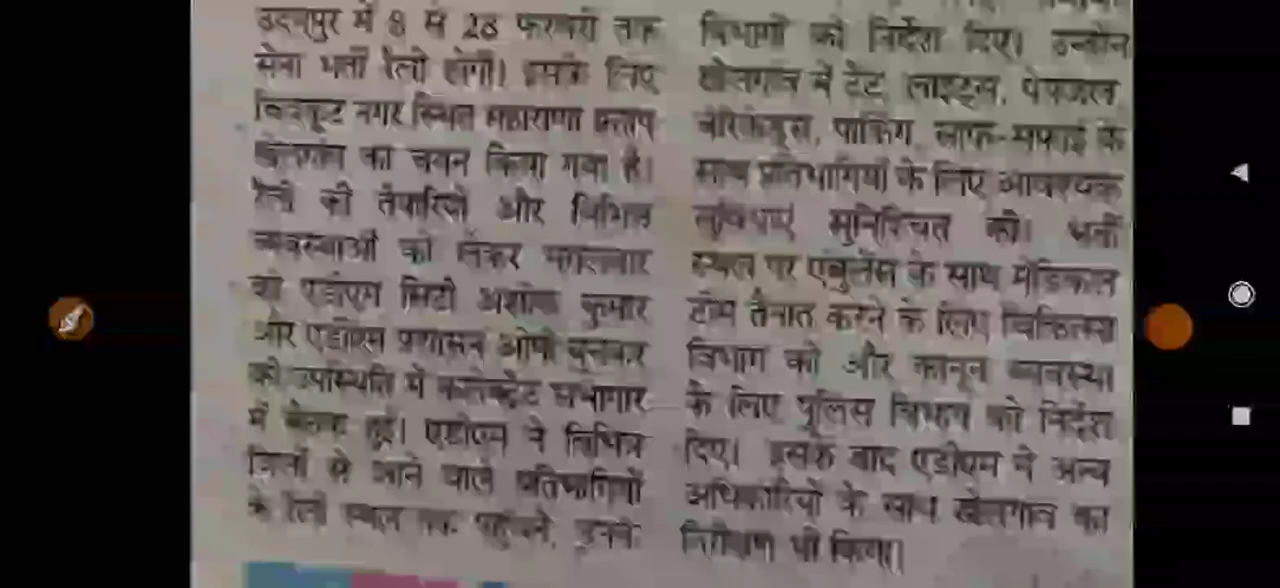 उदयपुर में 8 से 28 फरवरी तक
सेना भर्ती रैली होगी। इसके लिए
चित्रकूट नगर स्थित महाराणा प्रताप
खेलगांव का चयन किया गया है।
रैली की तैयारियों और विभिन्न
व्यवस्थाओं को लेकर मंगलवार
को एडीएम सिटी अशोक कुमार
और एडीएम प्रशासन ओपी बुनकर
की उपस्थिति में कलेक्ट्रेट सभागार
में बैठक हुई। एडीएम ने विभिन्न
जिलों से आने वाले प्रतिभागियों
के रैली स्थल तक पहुंचने, उनके
विभागों को निर्देश दिए। उन्होंने
खेलगांव में टेंट, लाइट्स, पेयजल,
बेरिकेड्स, पार्किंग, साफ-सफाई के
साथ प्रतिभागियों के लिए आवश्यक
सुविधाएं सुनिश्चित की। भर्ती
स्थल पर एंबुलेंस के साथ मेडिकल
टीम तैनात करने के लिए चिकित्सा
विभाग को और कानून व्यवस्था
के लिए पुलिस विभाग को निर्देश
दिए। इसके बाद एडीएम ने अन्य
अधिकारियों के साथ खेलगांव का
निरीक्षण भी किया।